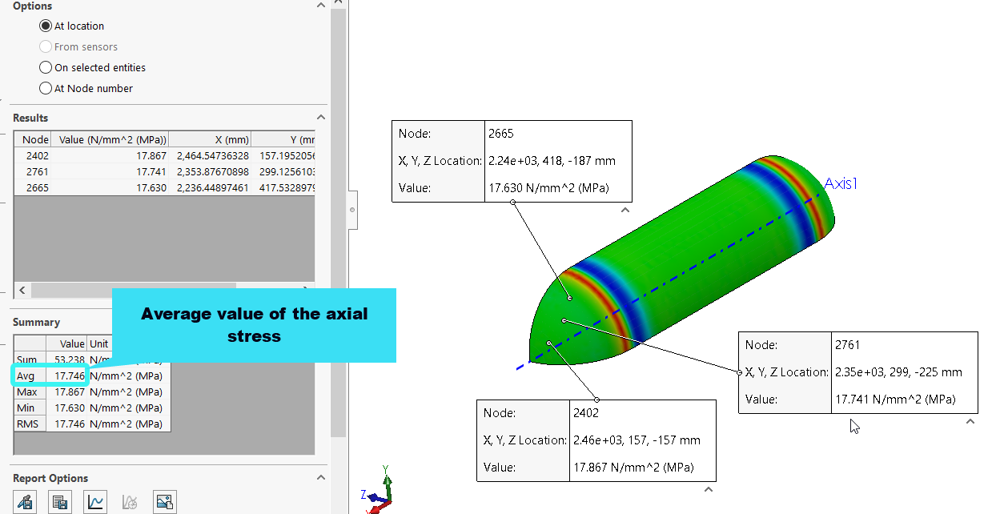 Options
At location
From sensors
On selected entities
At Node number
Results
Node Value (N/mm^2 (MPa)) X (mm) Y (mr
2402 17.867 2,464.54736328 157.1952056
2761 17.741 2,353.87670898 299.1256103
2665 17.630 2,236.44897461 417.5328979
Summary
Value Unit
Sum 53.238 N/m
Avg 17.746 N/mm^2 (MPa)
Max 17.867 N/mm^2 (MPa)
Min 17.630 N/mm^2 (MPa)
RMS 17.746 N/mm^2 (MPa)
Report Options
Average value of the axial
stress
Node: 2665
X, Y, Z Location: 2.24e+03, 418, -187 mm
Value: 17.630 N/mm^2 (MPa)
Axis1
Node: 2761
X, Y, Z Location: 2.35e+03, 299, -225 mm
Value: 17.741 N/mm^2 (MPa)
Node: 2402
X, Y, Z Location: 2.46e+03, 157, -157 mm
Value: 17.867 N/mm^2 (MPa)
Y
Z